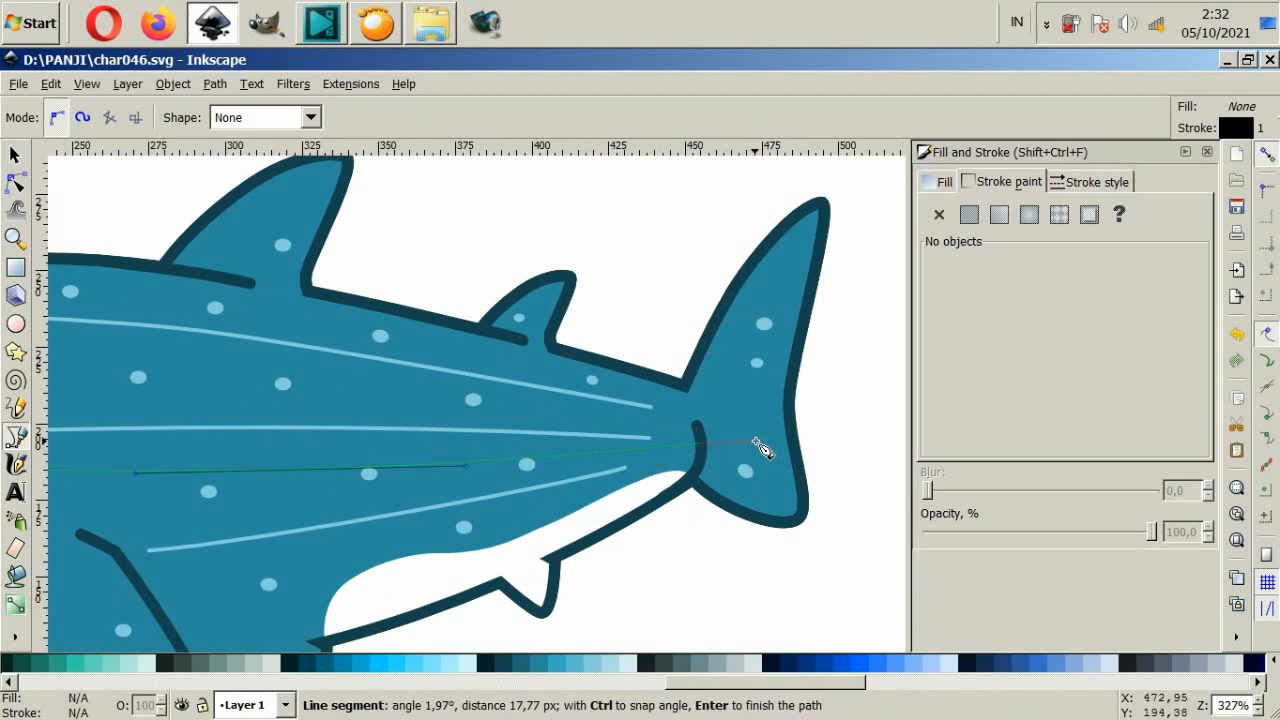 Start
IN
2:32
05/10/2021
D:\PANJI\char046.svg - Inkscape
File Edit View Layer Object Path Text Filters Extensions Help
Mode: Shape: None
Fill: None
Stroke: 1
250 275 300 325 350 375 400 425 450 475 500
Fill and Stroke (Shift+Ctrl+F)
Fill Stroke paint Stroke style
?
No objects
Blur:
0,0
Opacity, %
100,0
Fill: N/A
Stroke: N/A
O: 100
•Layer 1
Line segment: angle 1,97°, distance 17,77 px; with Ctrl to snap angle, Enter to finish the path
X: 472,95
Y: 194,38
Z: 327%